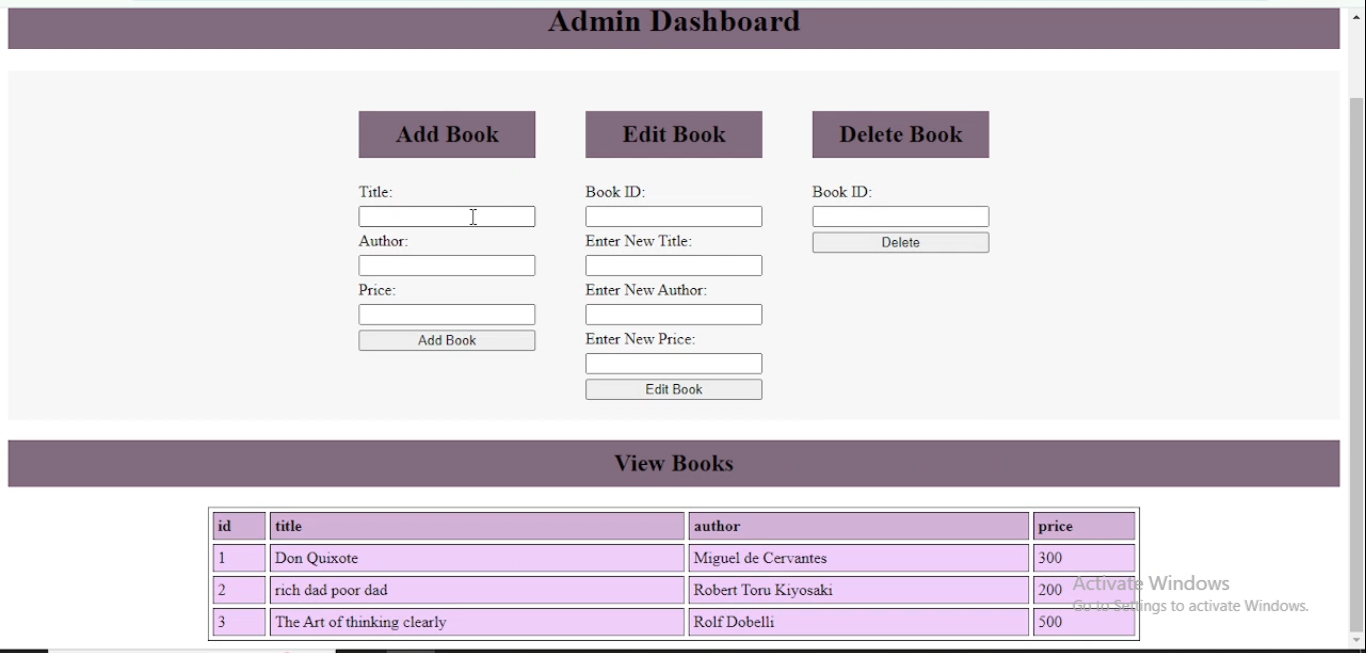 Admin Dashboard
Add Book
Title:
Author:
Price:
Add Book
Edit Book
Book ID:
Enter New Title:
Enter New Author:
Enter New Price:
Edit Book
Delete Book
Book ID:
Delete
View Books
id title author price
1 Don Quixote Miguel de Cervantes 300
2 rich dad poor dad Robert Toru Kiyosaki 200
3 The Art of thinking clearly Rolf Dobelli 500
Activate Windows
Go to Settings to activate Windows.